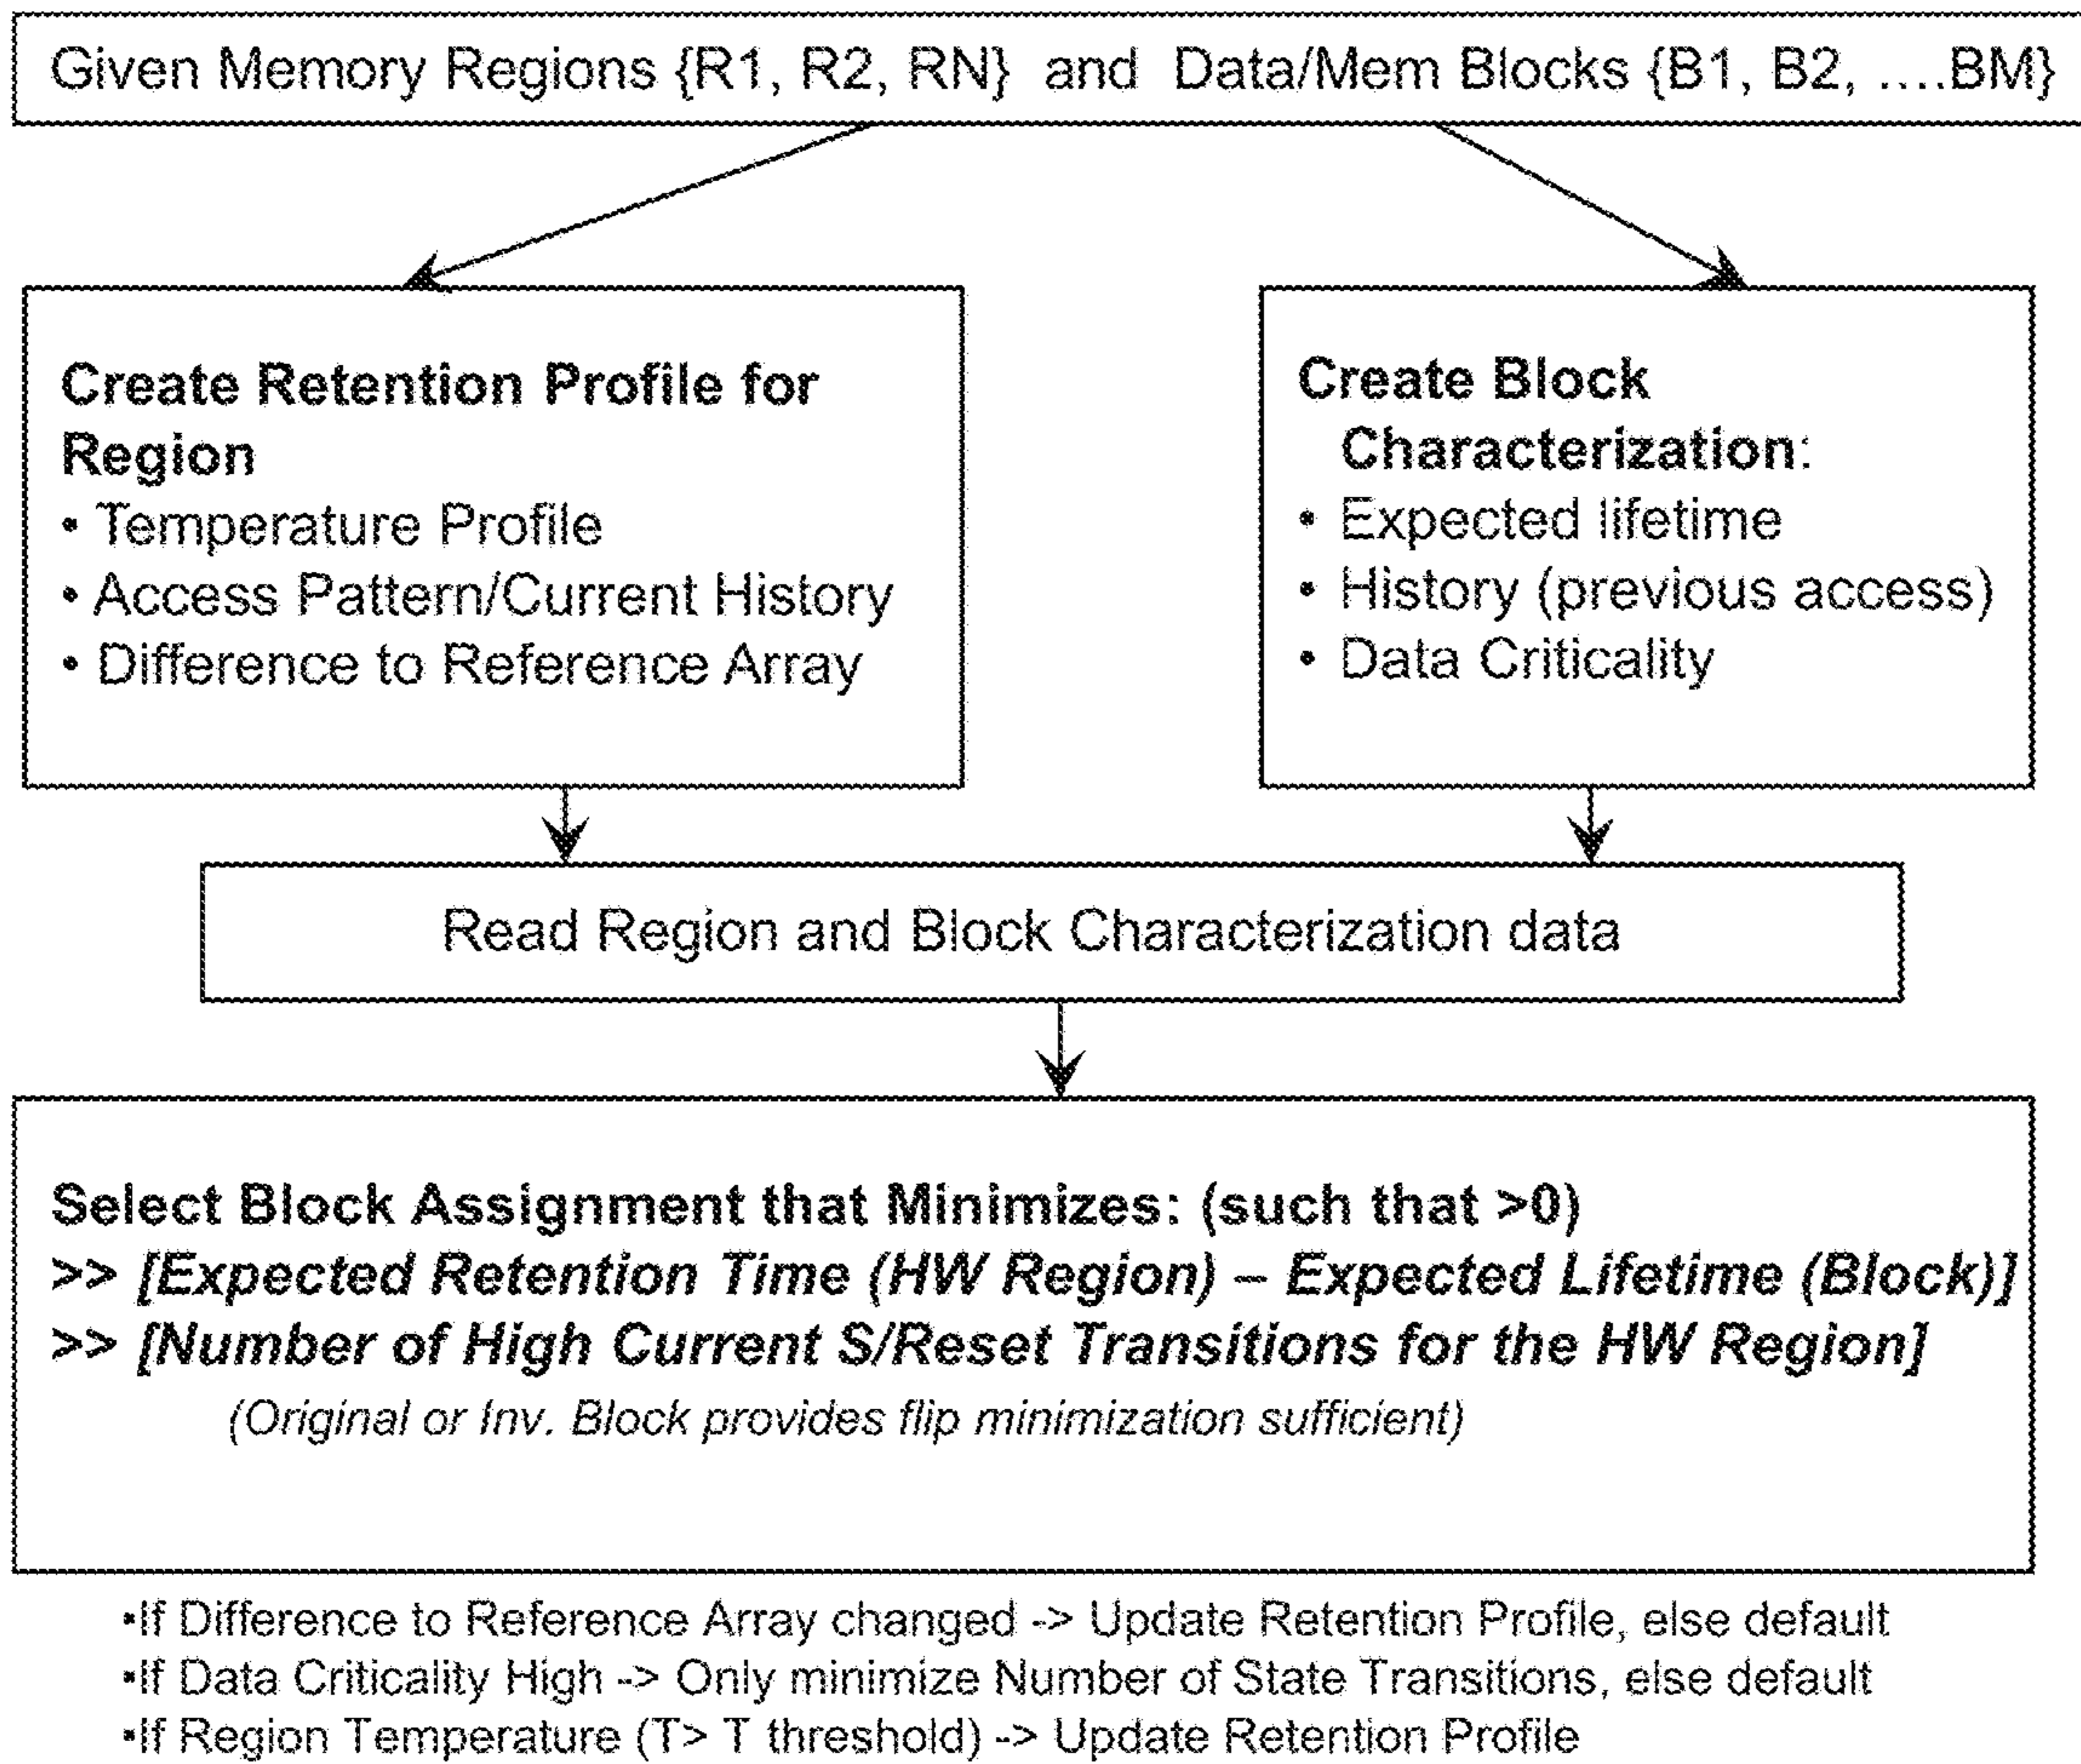 Given Memory Regions {R1, R2, RN} and Data/Mem Blocks {B1, B2, ....BM}
Create Retention Profile for
Region
• Temperature Profile
• Access Pattern/Current History
• Difference to Reference Array
Create Block
Characterization:
• Expected lifetime
• History (previous access)
• Data Criticality
Read Region and Block Characterization data
Select Block Assignment that Minimizes: (such that >0)
>> [Expected Retention Time (HW Region) – Expected Lifetime (Block)]
>> [Number of High Current S/Reset Transitions for the HW Region]
(Original or Inv. Block provides flip minimization sufficient)
•If Difference to Reference Array changed -> Update Retention Profile, else default
•If Data Criticality High -> Only minimize Number of State Transitions, else default
•If Region Temperature (T> T threshold) -> Update Retention Profile